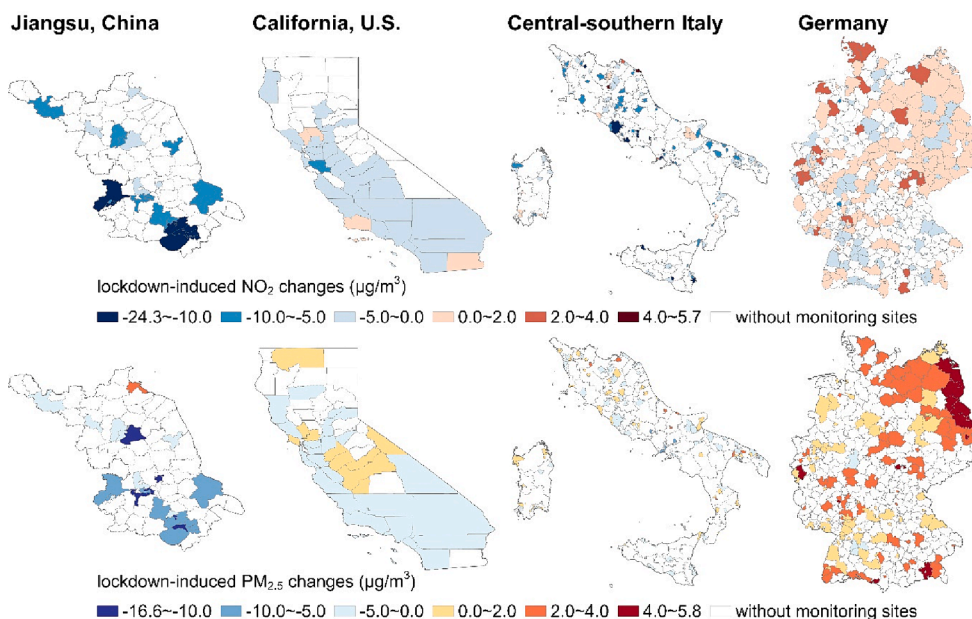 Jiangsu, China California, U.S. Central-southern Italy Germany
lockdown-induced NO₂ changes (μg/m³)
-24.3~-10.0 -10.0~-5.0 -5.0~0.0 0.0~2.0 2.0~4.0 4.0~5.7 without monitoring sites
lockdown-induced PM₂.₅ changes (μg/m³)
-16.6~-10.0 -10.0~-5.0 -5.0~0.0 0.0~2.0 2.0~4.0 4.0~5.8 without monitoring sites